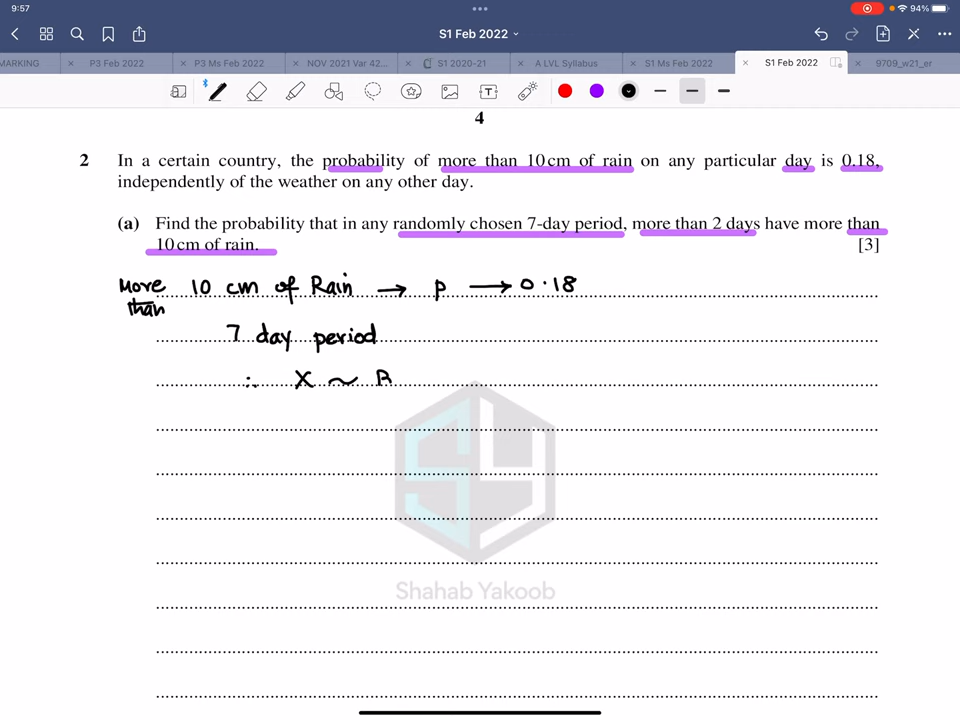 9:57
94%
S1 Feb 2022
MARKING
P3 Feb 2022
P3 Ms Feb 2022
NOV 2021 Var 42...
S1 2020-21
A LVL Syllabus
S1 Ms Feb 2022
S1 Feb 2022
9709_w21_er
4
2 In a certain country, the probability of more than 10 cm of rain on any particular day is 0.18,
independently of the weather on any other day.
(a) Find the probability that in any randomly chosen 7-day period, more than 2 days have more than
10 cm of rain. [3]
More 10 cm of Rain → p → 0.18
than
7 day period
∴ X ~ B
Shahab Yakoob